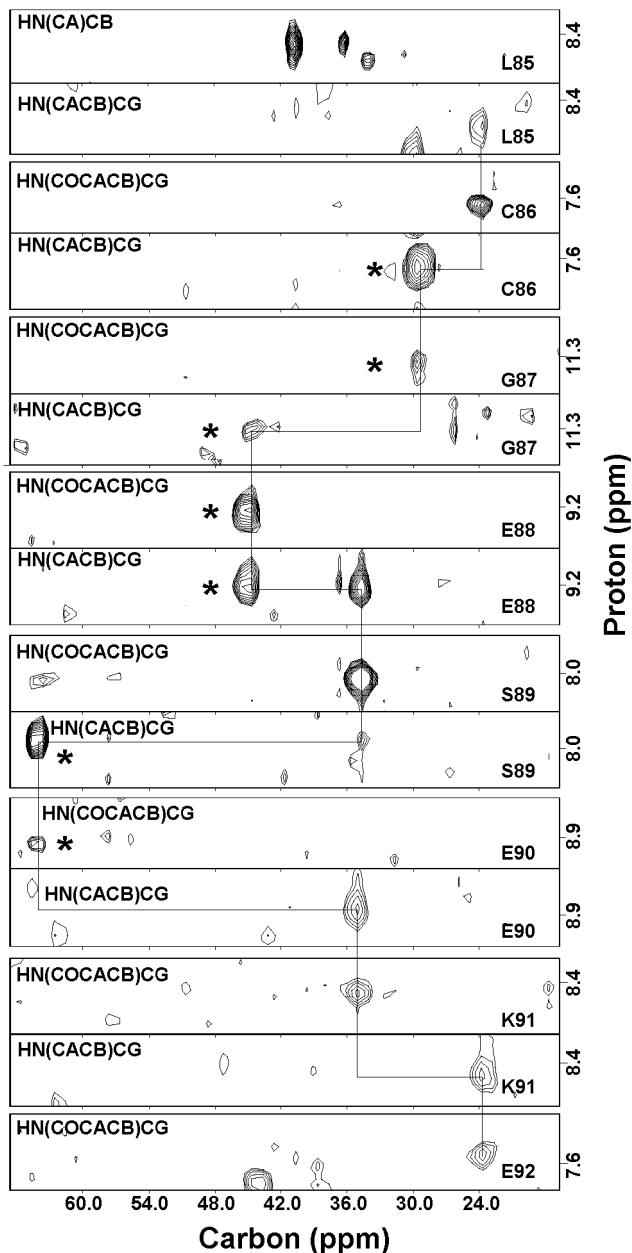 HN(CA)CB
8.4
L85
HN(CACB)CG
8.4
L85
HN(COCACB)CG
7.6
C86
HN(CACB)CG
7.6
*
C86
HN(COCACB)CG
11.3
*
G87
HN(CACB)CG
11.3
*
G87
HN(COCACB)CG
9.2
*
E88
HN(CACB)CG
9.2
*
E88
HN(COCACB)CG
8.0
S89
HN(CACB)CG
8.0
*
S89
HN(COCACB)CG
8.9
*
E90
HN(CACB)CG
8.9
E90
HN(COCACB)CG
8.4
K91
HN(CACB)CG
8.4
K91
HN(COCACB)CG
7.6
E92
60.0 54.0 48.0 42.0 36.0 30.0 24.0
Carbon (ppm)
Proton (ppm)